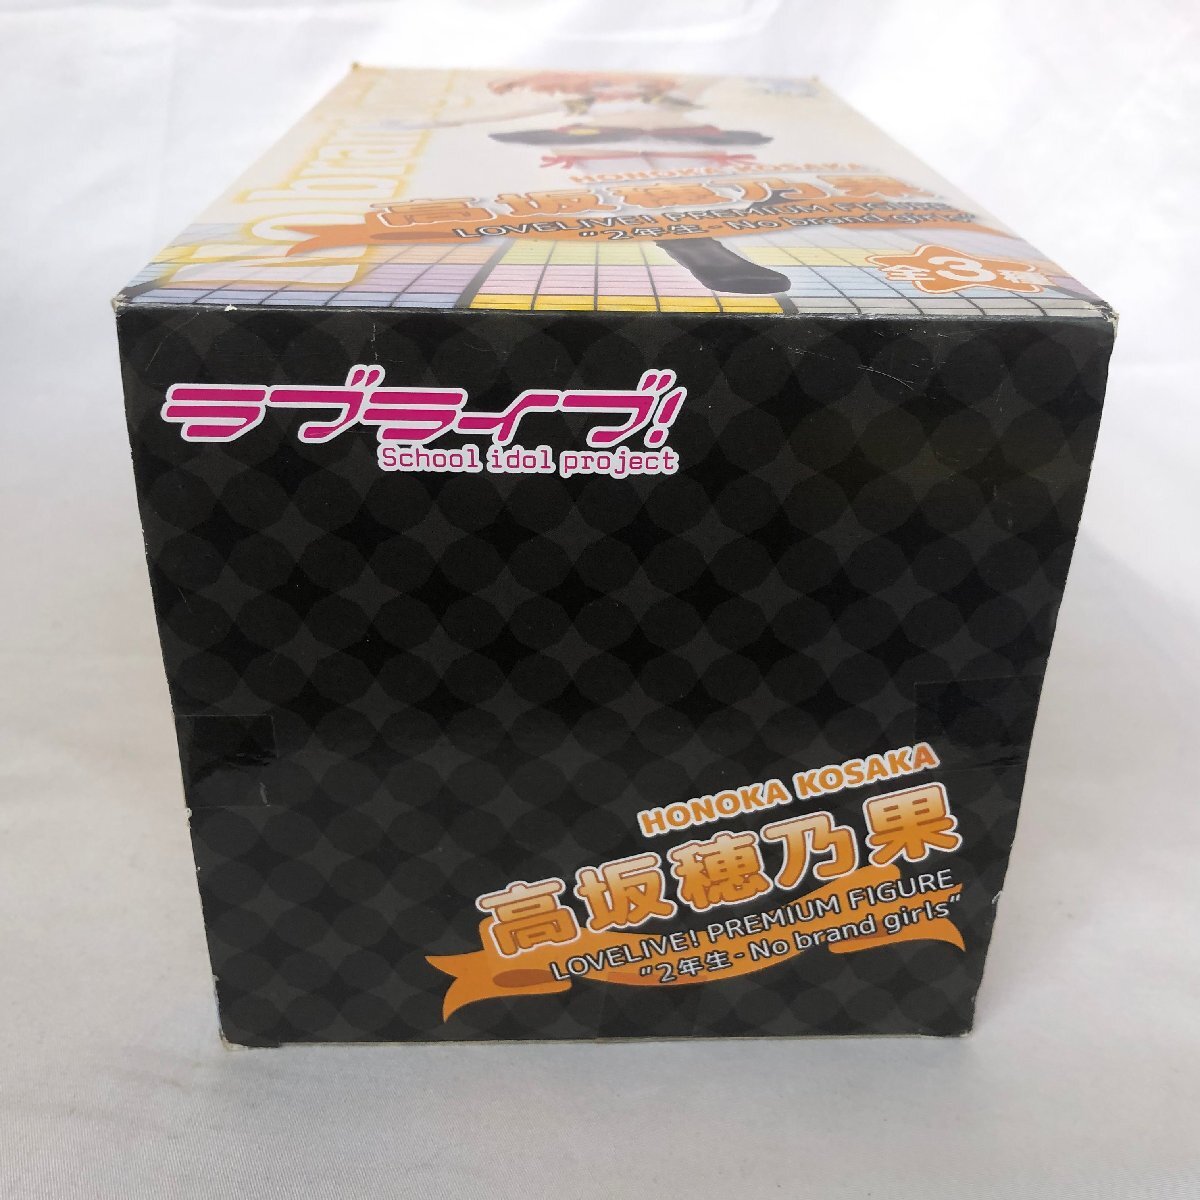 No brand
HONOKA KOSAKA
高坂穂乃果
LOVELIVE! PREMIUM FIGURE
"2年生-No brand girls"
全3種
ラブライブ!
School idol project
HONOKA KOSAKA
高坂穂乃果
LOVELIVE! PREMIUM FIGURE
"2年生-No brand girls"